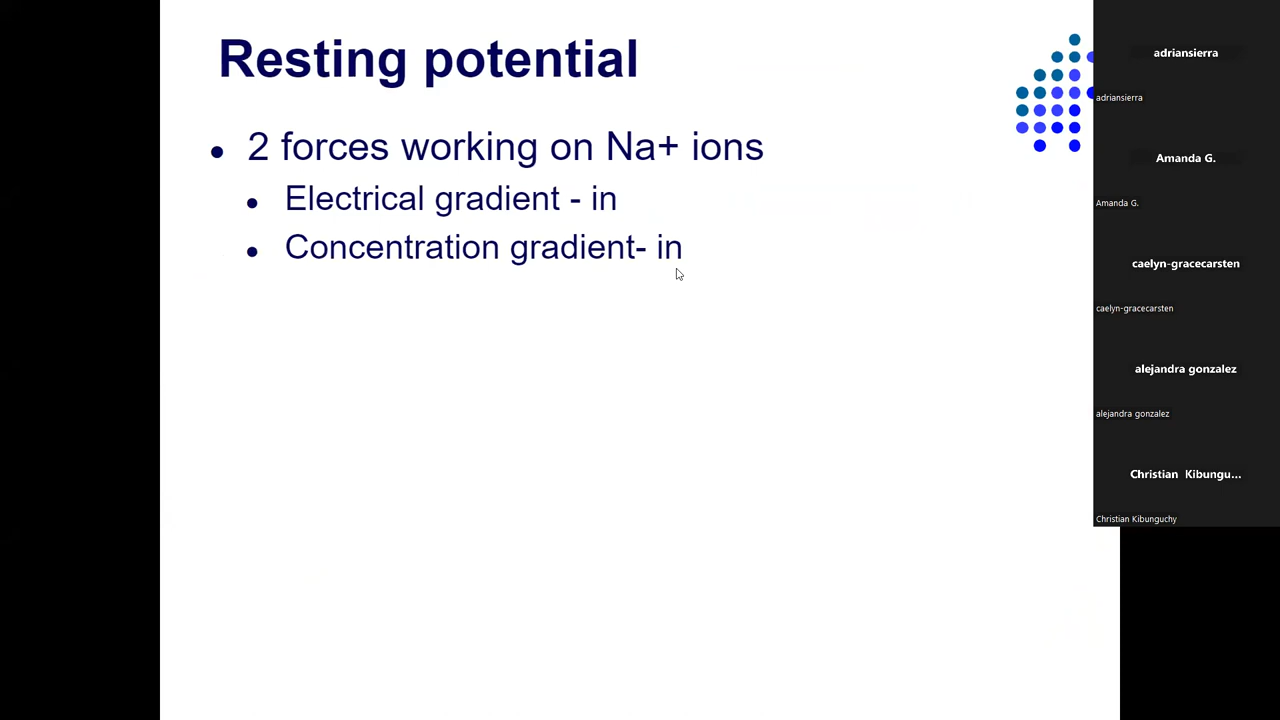 Resting potential
2 forces working on Na+ ions
Electrical gradient - in
Concentration gradient- in
adriansierra
adriansierra
Amanda G.
Amanda G.
caelyn-gracecarsten
caelyn-gracecarsten
alejandra gonzalez
alejandra gonzalez
Christian Kibungu...
Christian Kibunguchy